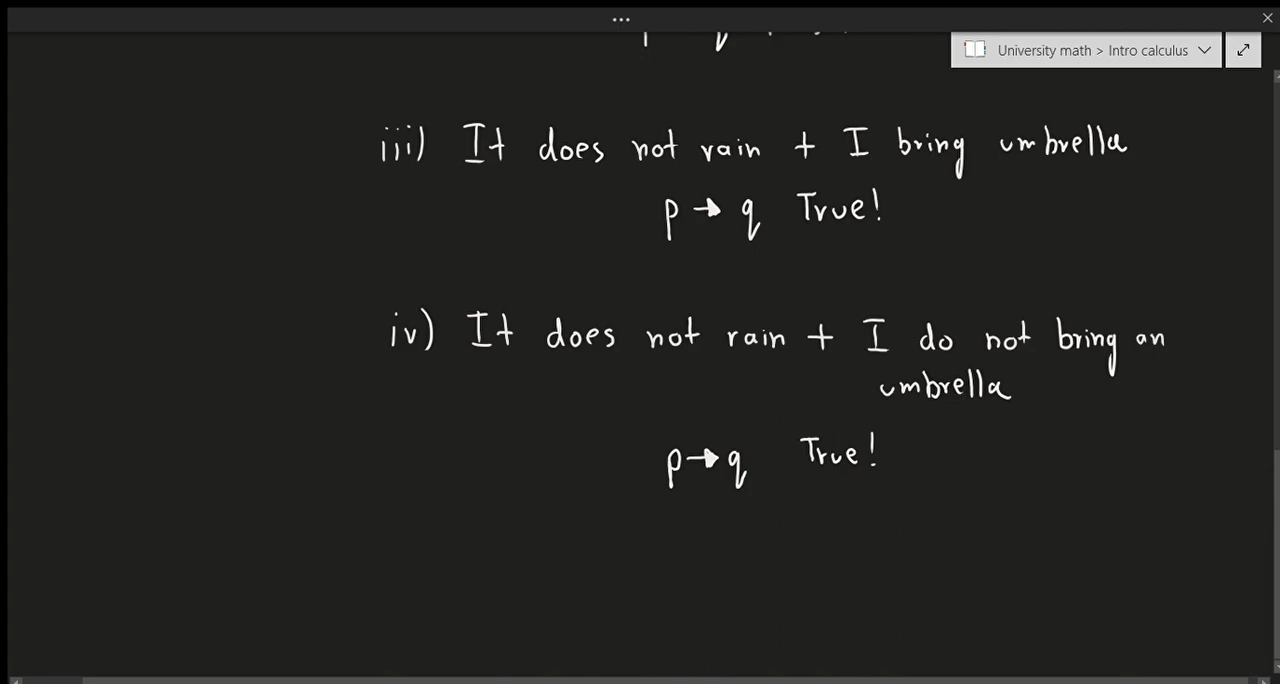 University math > Intro calculus
iii) It does not rain + I bring umbrella
p → q True!
iv) It does not rain + I do not bring an
umbrella
p → q True!